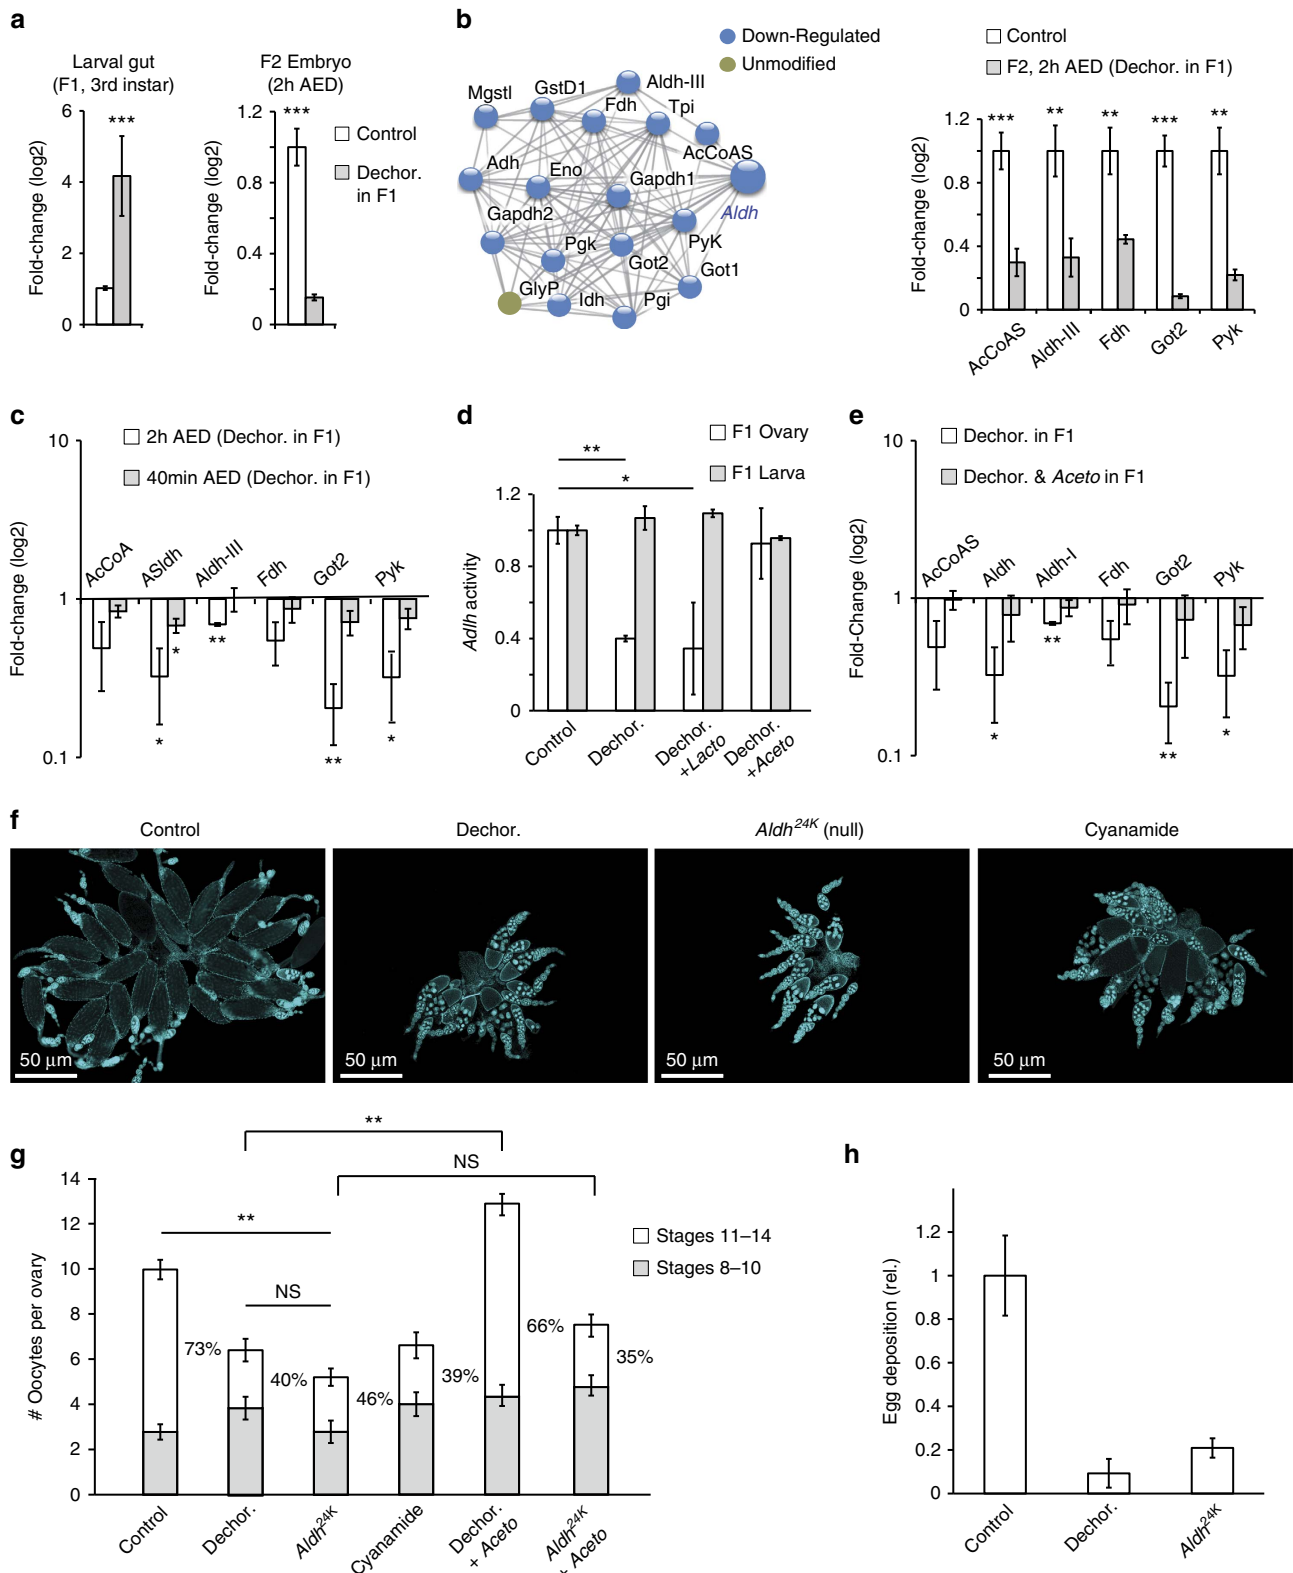 a
Larval gut
(F1, 3rd instar)
F2 Embryo
(2h AED)
Fold-change (log2)
6
4
2
0
***
Fold-change (log2)
1.2
0.8
0.4
0
***
Control
Dechor.
in F1
b
Down-Regulated
Unmodified
Mgstl
GstD1
Aldh-III
Fdh
Tpi
AcCoAS
Adh
Eno
Gapdh1
Aldh
Gapdh2
PyK
Pgk
Got2
Got1
GlyP
Idh
Pgi
Control
F2, 2h AED (Dechor. in F1)
Fold-change (log2)
1.2
0.8
0.4
0
***
**
**
***
**
AcCoAS
Aldh-III
Fdh
Got2
Pyk
c
2h AED (Dechor. in F1)
40min AED (Dechor. in F1)
Fold-change (log2)
10
1
0.1
AcCoA
ASldh
Aldh-III
Fdh
Got2
Pyk
*
*
**
**
*
d
F1 Ovary
F1 Larva
Adlh activity
1.2
0.8
0.4
0
**
*
Control
Dechor.
Dechor.
+Lacto
Dechor.
+Aceto
e
Dechor. in F1
Dechor. & Aceto in F1
Fold-Change (log2)
10
1
0.1
AcCoAS
Aldh
Aldh-I
Fdh
Got2
Pyk
*
**
**
*
f
Control
Dechor.
Aldh24K (null)
Cyanamide
50 μm
50 μm
50 μm
50 μm
g
# Oocytes per ovary
14
12
10
8
6
4
2
0
**
NS
**
NS
Stages 11–14
Stages 8–10
73%
40%
46%
39%
66%
35%
Control
Dechor.
Aldh24K
Cyanamide
Dechor.
+ Aceto
Aldh24K
+ Aceto
h
Egg deposition (rel.)
1.2
1
0.8
0.6
0.4
0.2
0
Control
Dechor.
Aldh24K